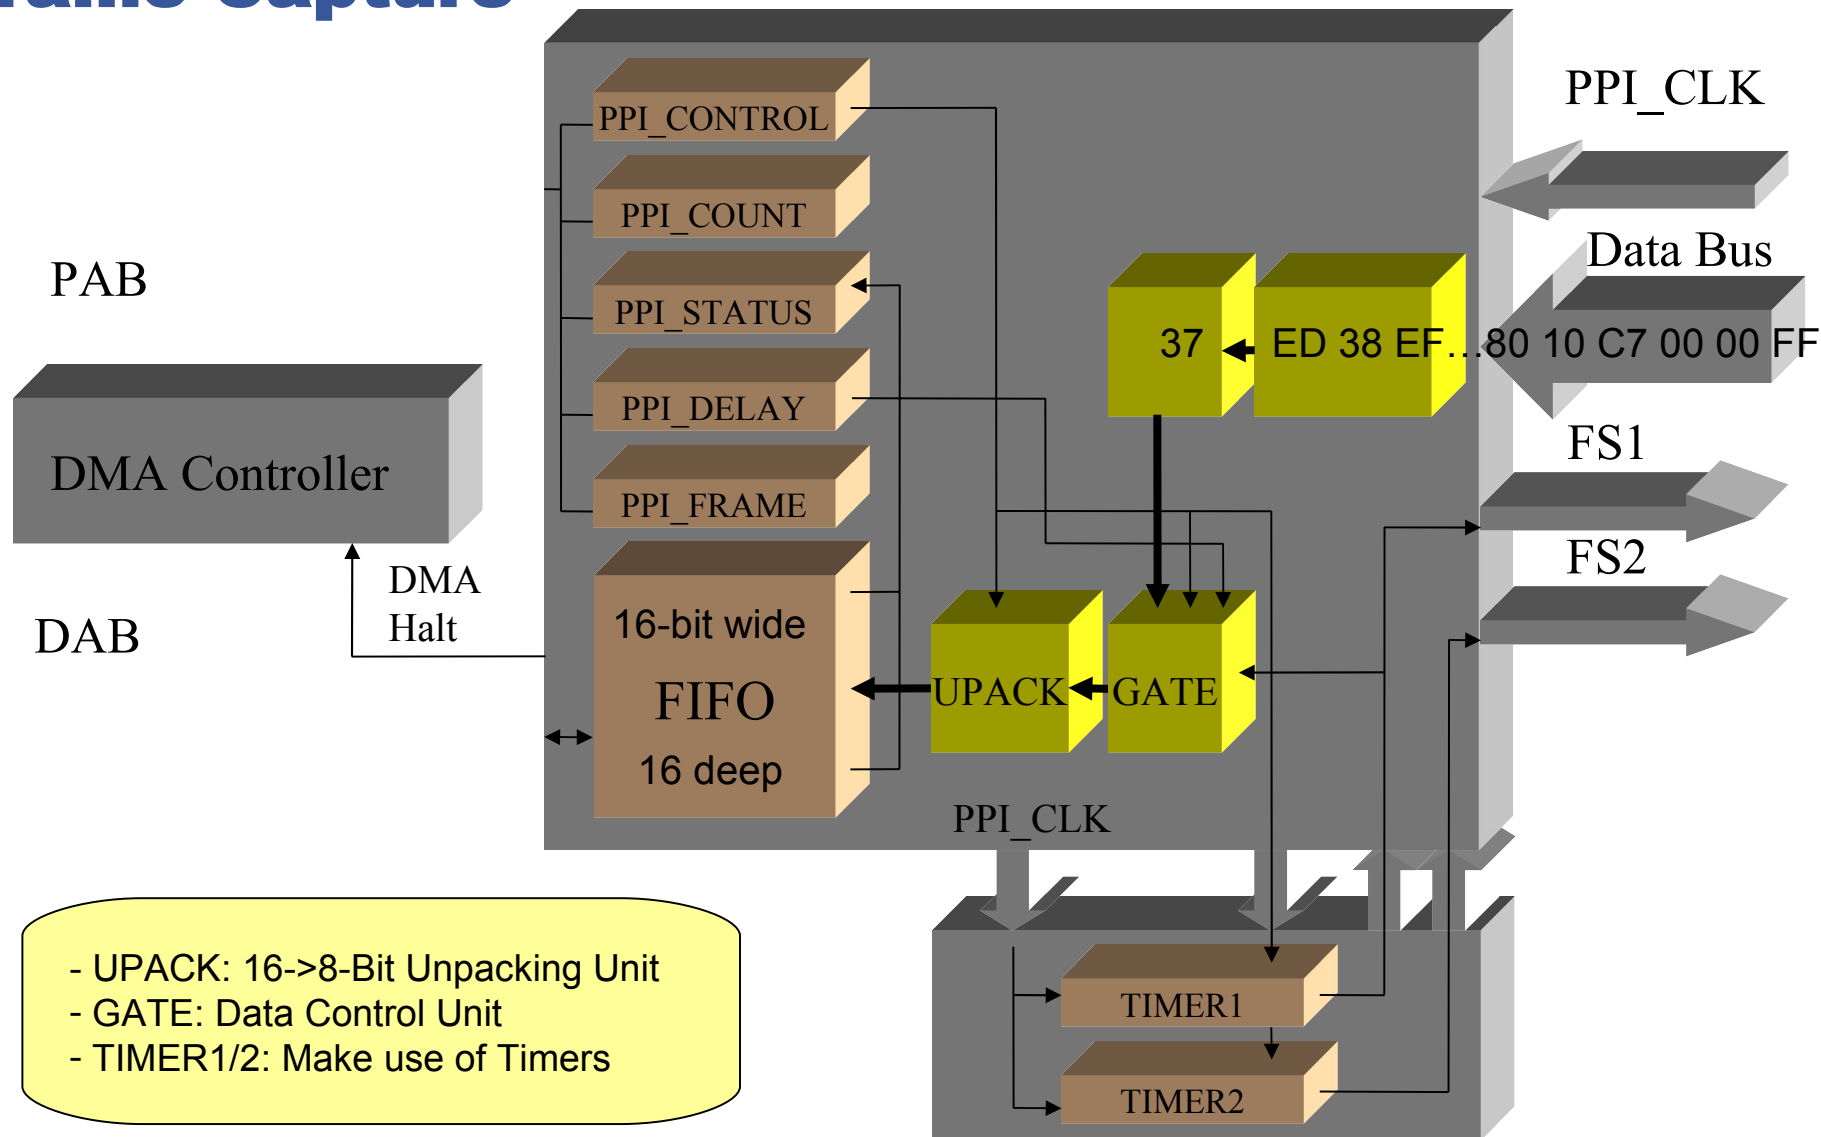 Capture
PPI_CONTROL
PPI_COUNT
PPI_STATUS
PPI_DELAY
PPI_FRAME
16-bit wide
FIFO
16 deep
PAB
DMA Controller
DMA
Halt
DAB
37
ED 38 EF...80 10 C7 00 00 FF
UPACK
GATE
PPI_CLK
Data Bus
FS1
FS2
PPI_CLK
TIMER1
TIMER2
- UPACK: 16->8-Bit Unpacking Unit
- GATE: Data Control Unit
- TIMER1/2: Make use of Timers